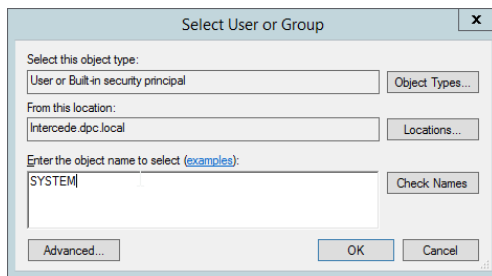 Select User or Group
x
Select this object type:
User or Built-in security principal
Object Types...
From this location:
Intercede.dpc.local
Locations...
Enter the object name to select (examples):
SYSTEM
Check Names
Advanced...
OK
Cancel